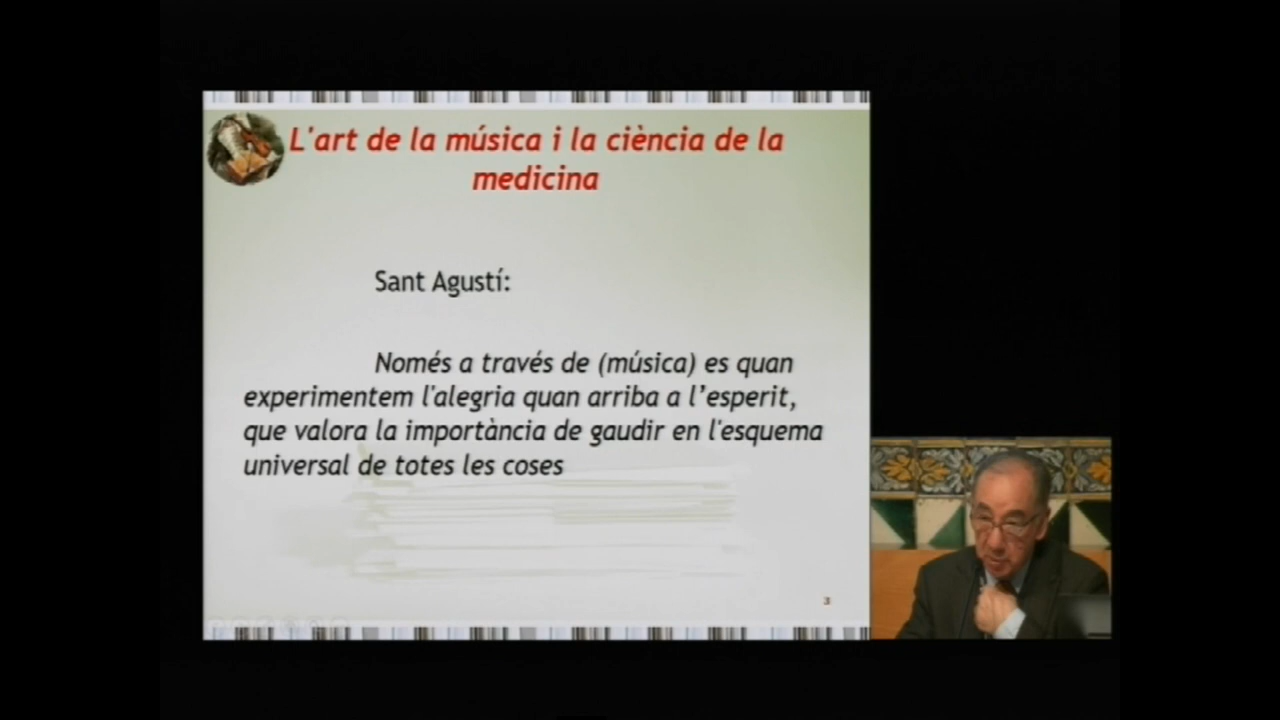 L'art de la música i la ciència de la
medicina
Sant Agustí:
Només a través de (música) es quan
experimentem l'alegria quan arriba a l’esperit,
que valora la importància de gaudir en l'esquema
universal de totes les coses
3